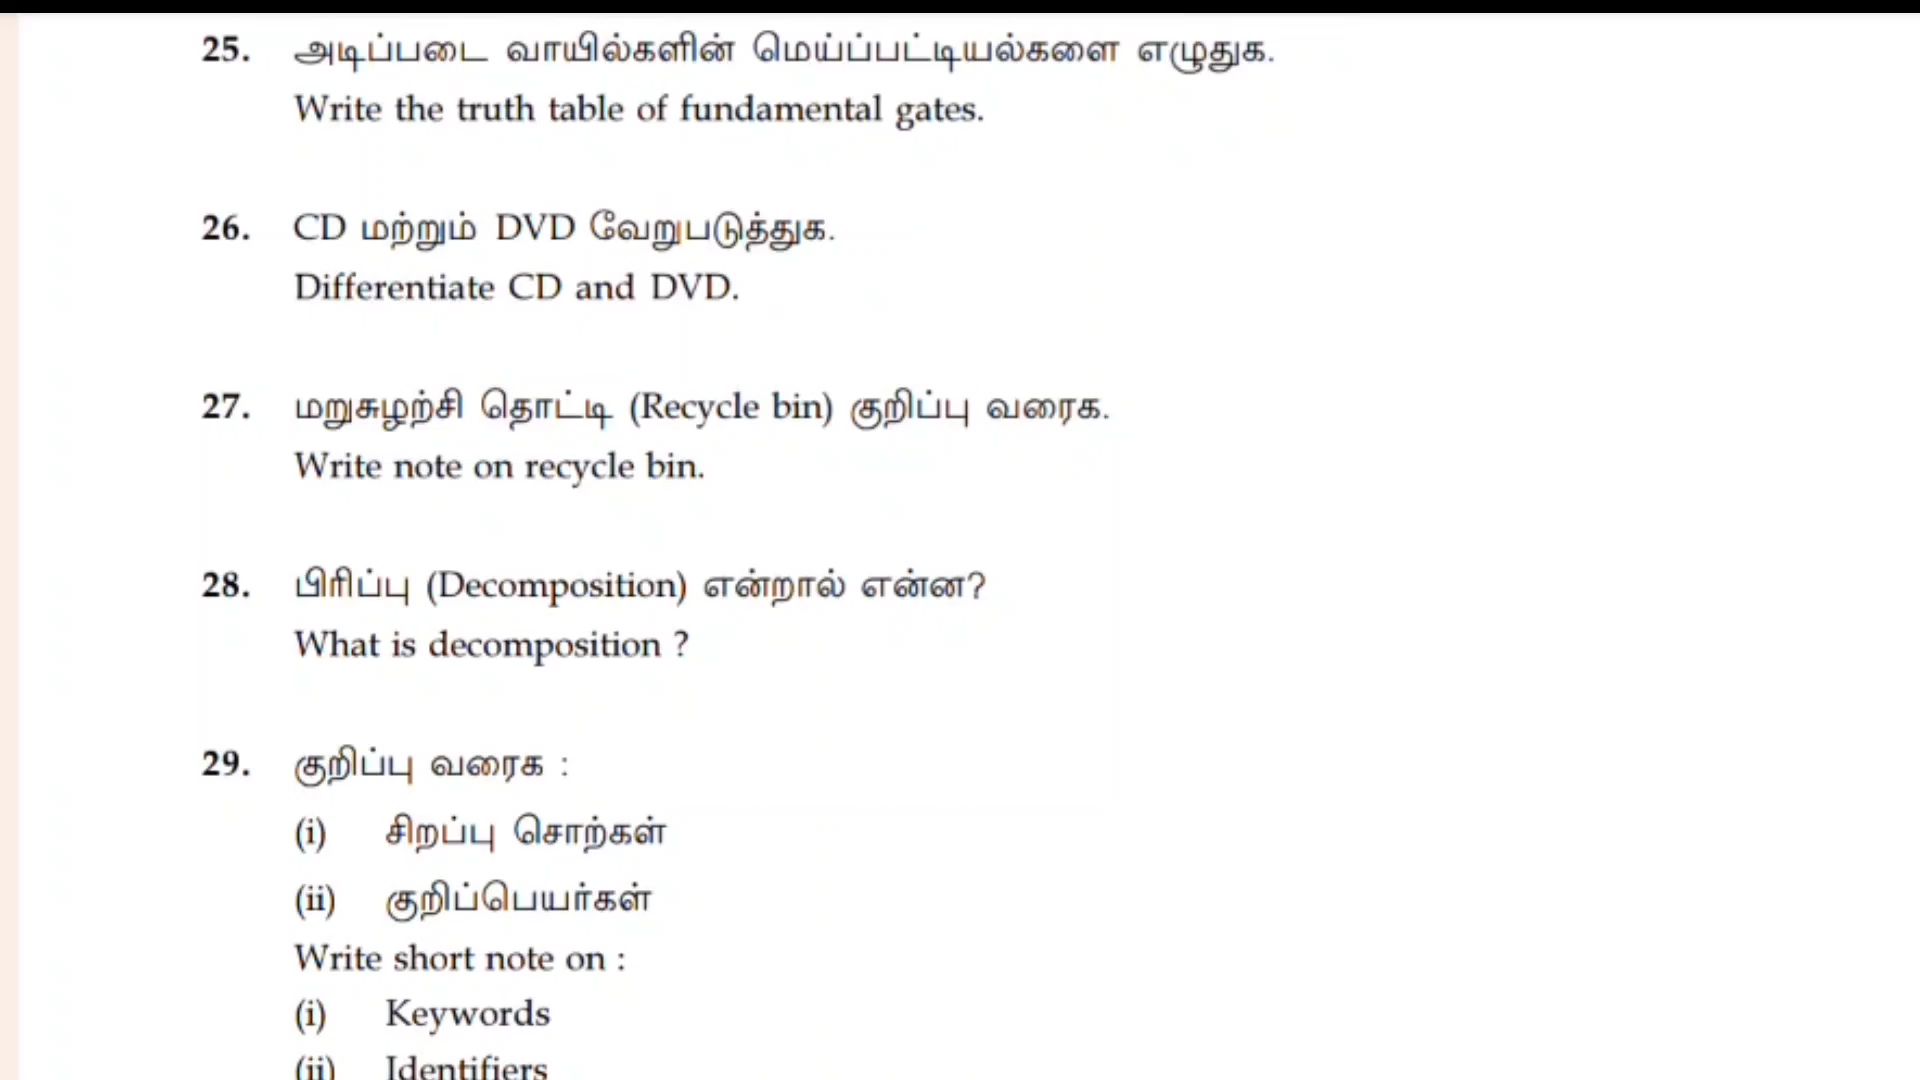 25. அடிப்படை வாயில்களின் மெய்ப்பட்டியல்களை எழுதுக.
Write the truth table of fundamental gates.
26. CD மற்றும் DVD வேறுபடுத்துக.
Differentiate CD and DVD.
27. மறுசுழற்சி தொட்டி (Recycle bin) குறிப்பு வரைக.
Write note on recycle bin.
28. பிரிப்பு (Decomposition) என்றால் என்ன?
What is decomposition ?
29. குறிப்பு வரைக :
(i) சிறப்பு சொற்கள்
(ii) குறிப்பெயர்கள்
Write short note on :
(i) Keywords
(ii) Identifiers